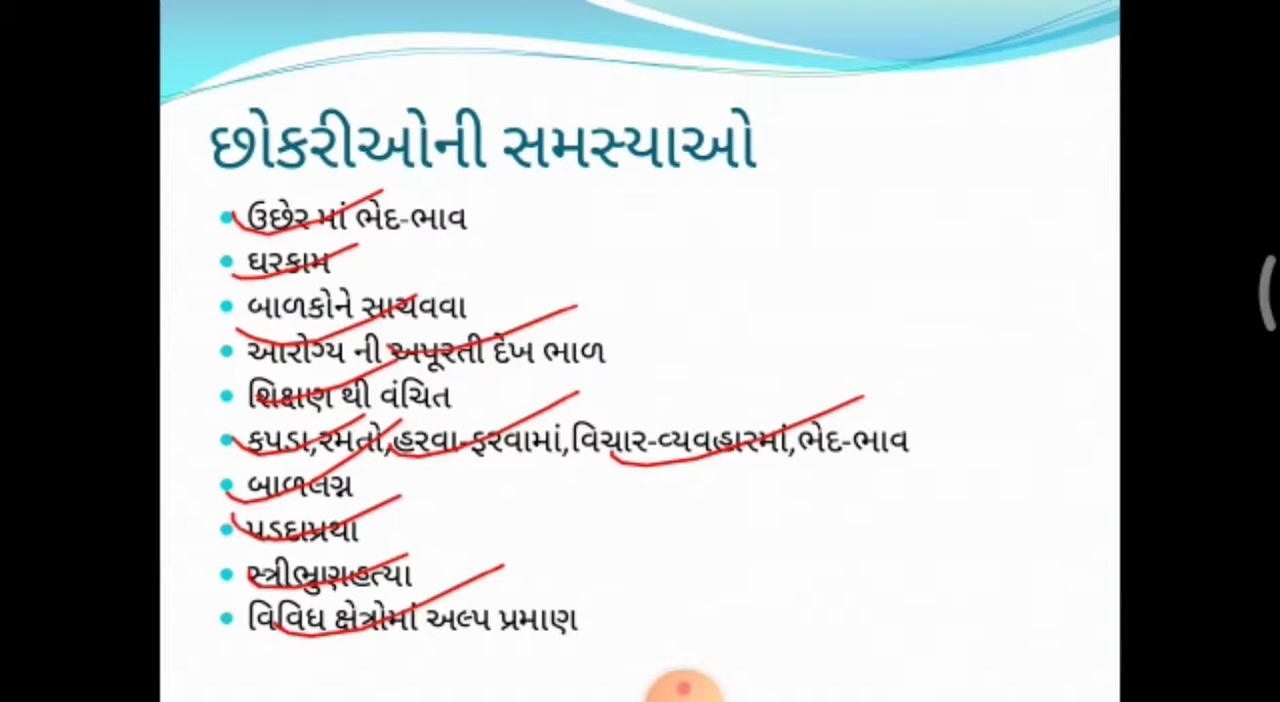 છોકરીઓની સમસ્યાઓ
ઉછેર માં ભેદ-ભાવ
ઘરકામ
બાળકોને સાચવવા
આરોગ્ય ની અપૂરતી દેખ ભાળ
શિક્ષણ થી વંચિત
કપડા,રમતો,હરવા-ફરવામાં,વિચાર-વ્યવહારમાં,ભેદ-ભાવ
બાળલગ્ન
પડદાપ્રથા
સ્ત્રીભ્રુણહત્યા
વિવિધ ક્ષેત્રોમાં અલ્પ પ્રમાણ